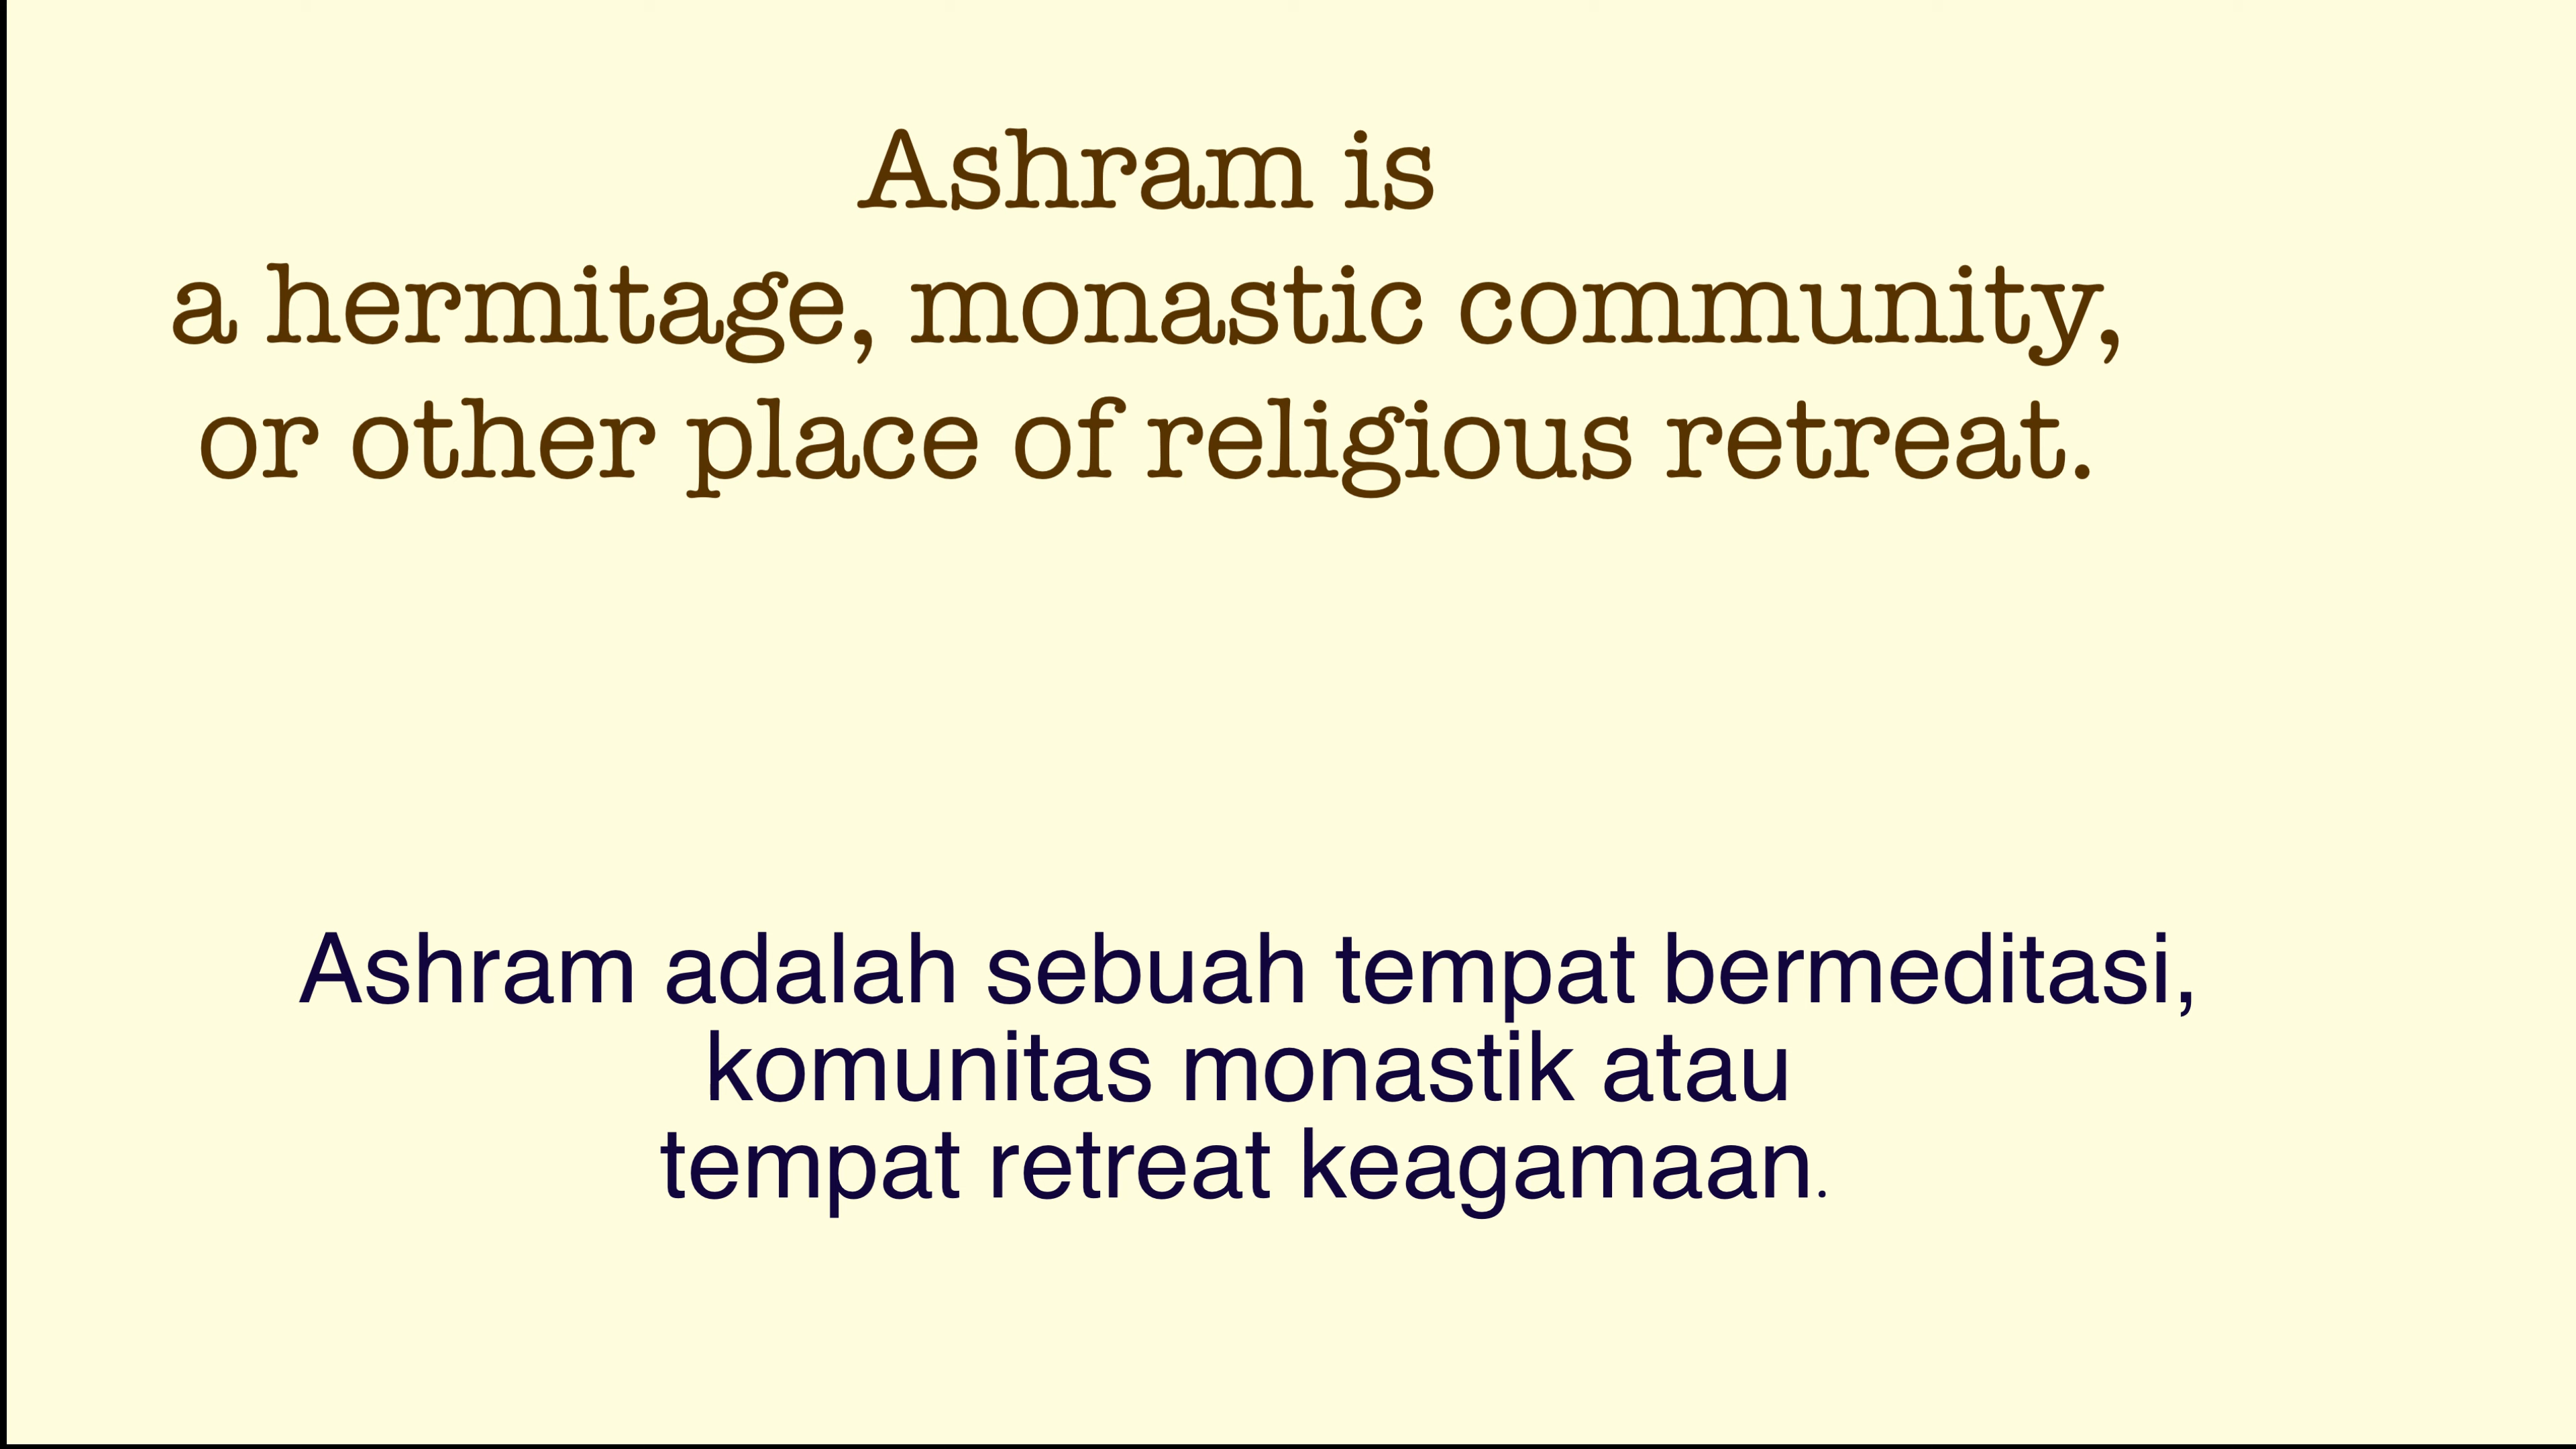 Ashram is
a hermitage, monastic community,
or other place of religious retreat.
Ashram adalah sebuah tempat bermeditasi,
komunitas monastik atau
tempat retreat keagamaan.